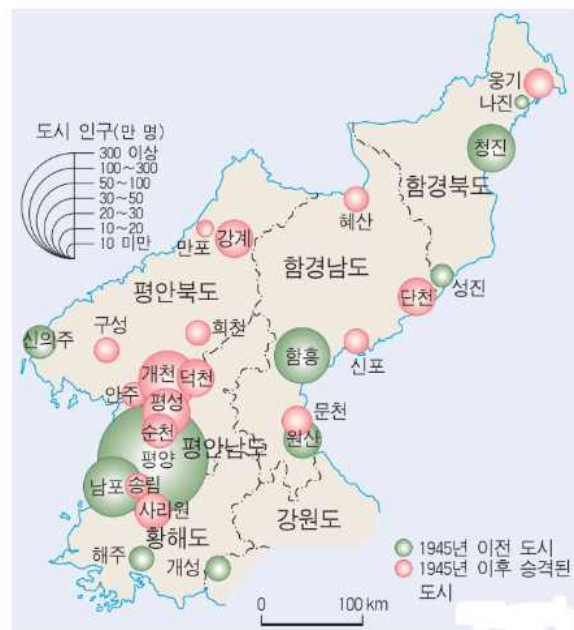 웅기
나진
도시 인구(만 명)
300 이상
100~300
50~100
30~50
20~30
10~20
10 미만
청진
함경북도
혜산
만포
강계
함경남도
평안북도
성진
단천
신의주
구성
희천
함흥
신포
개천
덕천
안주
평성
문천
순천
원산
평안남도
평양
남포
송림
사리원
강원도
황해도
해주
개성
1945년 이전 도시
1945년 이후 승격된
도시
0
100 km